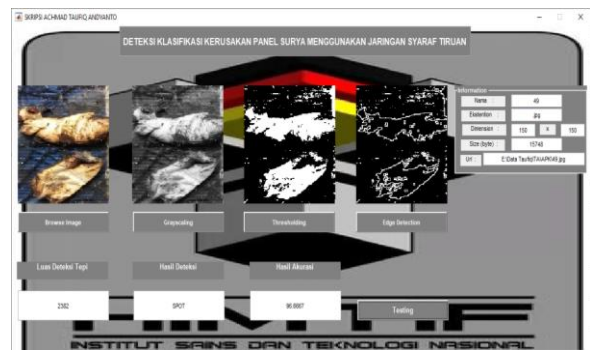 SKRIPSI ACHMAD TAUFIQ ANDIYANTO
DETEKSI KLASIFIKASI KERUSAKAN PANEL SURYA MENGGUNAKAN JARINGAN SYARAF TIRUAN
Information
Name : 49
: .jpg
Dimension : 150 X 150
Size (byte) : 15748
Url :
Browse Image
Grayscaling
Thresholding
Edge Detection
Luas Deteksi Tepi
Hasil Deteksi
Hasil Akurasi
2382
SPOT
96.6667
Testing
INSTITUT SAINS DAN TEKNOLOGI NASIONAL